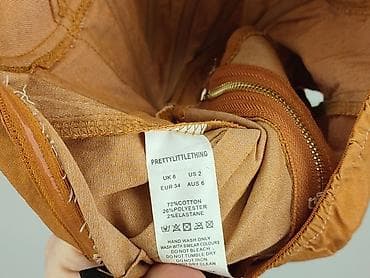 PRETTYLITTLETHING
UK 6 US 2
EUR 34 AUS 6
72%COTTON
26%POLYESTER
2%ELASTANE
HAND WASH ONLY
WASH WITH SIMILAR COLOURS
DO NOT BLEACH
DO NOT TUMBLE DRY
DO NOT IRON